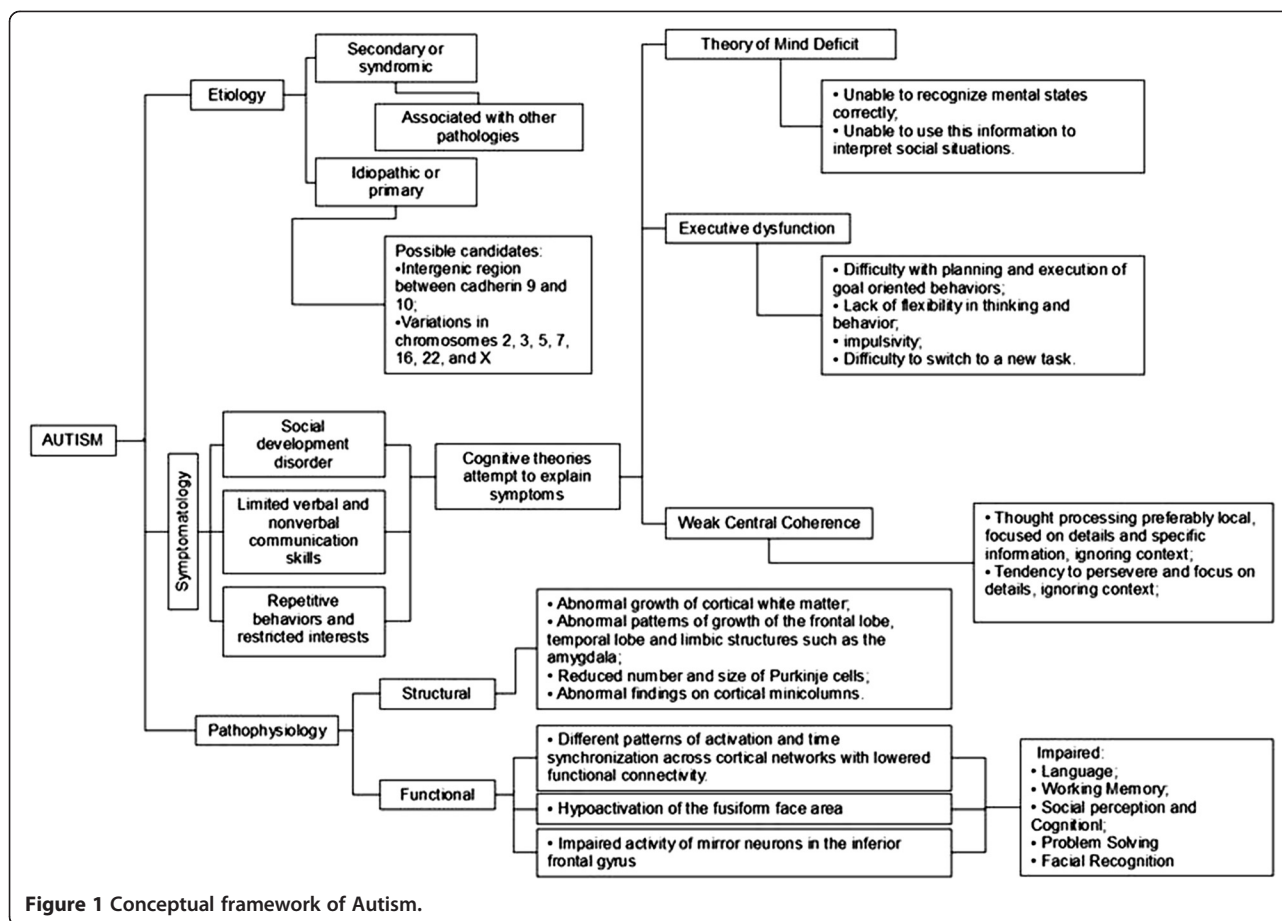 Secondary or
syndromic
Etiology
Associated with other
pathologies
Idiopathic or
primary
Possible candidates:
•Intergenic region
between cadherin 9 and
10;
•Variations in
chromosomes 2, 3, 5, 7,
16, 22, and X
AUTISM
Symptomatology
Social
development
disorder
Limited verbal and
nonverbal
communication
skills
Repetitive
behaviors and
restricted interests
Cognitive theories
attempt to explain
symptoms
Theory of Mind Deficit
• Unable to recognize mental states
correctly;
• Unable to use this information to
interpret social situations.
Executive dysfunction
• Difficulty with planning and execution of
goal oriented behaviors;
• Lack of flexibility in thinking and
behavior;
• impulsivity;
• Difficulty to switch to a new task.
Weak Central Coherence
• Thought processing preferably local,
focused on details and specific
information, ignoring context;
• Tendency to persevere and focus on
details, ignoring context;
Pathophysiology
Structural
• Abnormal growth of cortical white matter;
• Abnormal patterns of growth of the frontal lobe,
temporal lobe and limbic structures such as the
amygdala;
• Reduced number and size of Purkinje cells;
• Abnormal findings on cortical minicolumns.
Functional
• Different patterns of activation and time
synchronization across cortical networks with lowered
functional connectivity.
• Hypoactivation of the fusiform face area
• Impaired activity of mirror neurons in the inferior
frontal gyrus
Impaired:
• Language;
• Working Memory;
• Social perception and
Cognitionl;
• Problem Solving
• Facial Recognition
Figure 1 Conceptual framework of Autism.